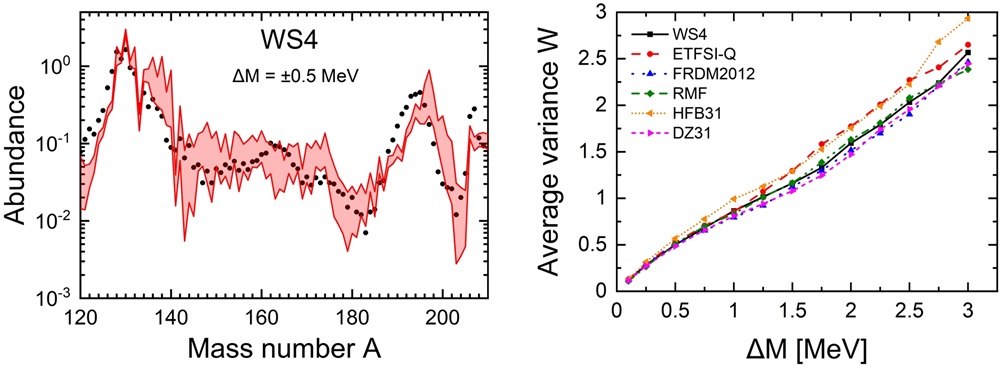 WS4
ΔM = ±0.5 MeV
Abundance
10⁰
10⁻¹
10⁻²
10⁻³
120 140 160 180 200
Mass number A
WS4
ETFSI-Q
FRDM2012
RMF
HFB31
DZ31
Average variance W
3
2.5
2
1.5
1
0.5
0
0 0.5 1 1.5 2 2.5 3
ΔM [MeV]